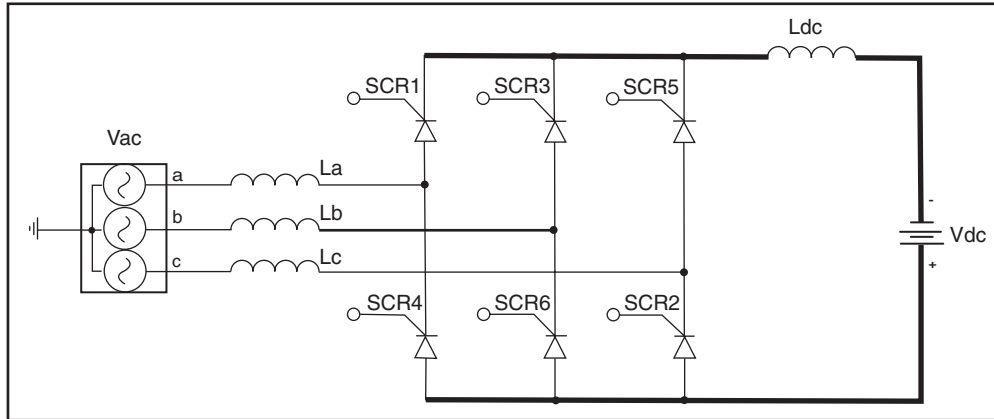 Ldc
SCR1 SCR3 SCR5
Vac
a La
b Lb
c Lc
-
Vdc
+
SCR4 SCR6 SCR2